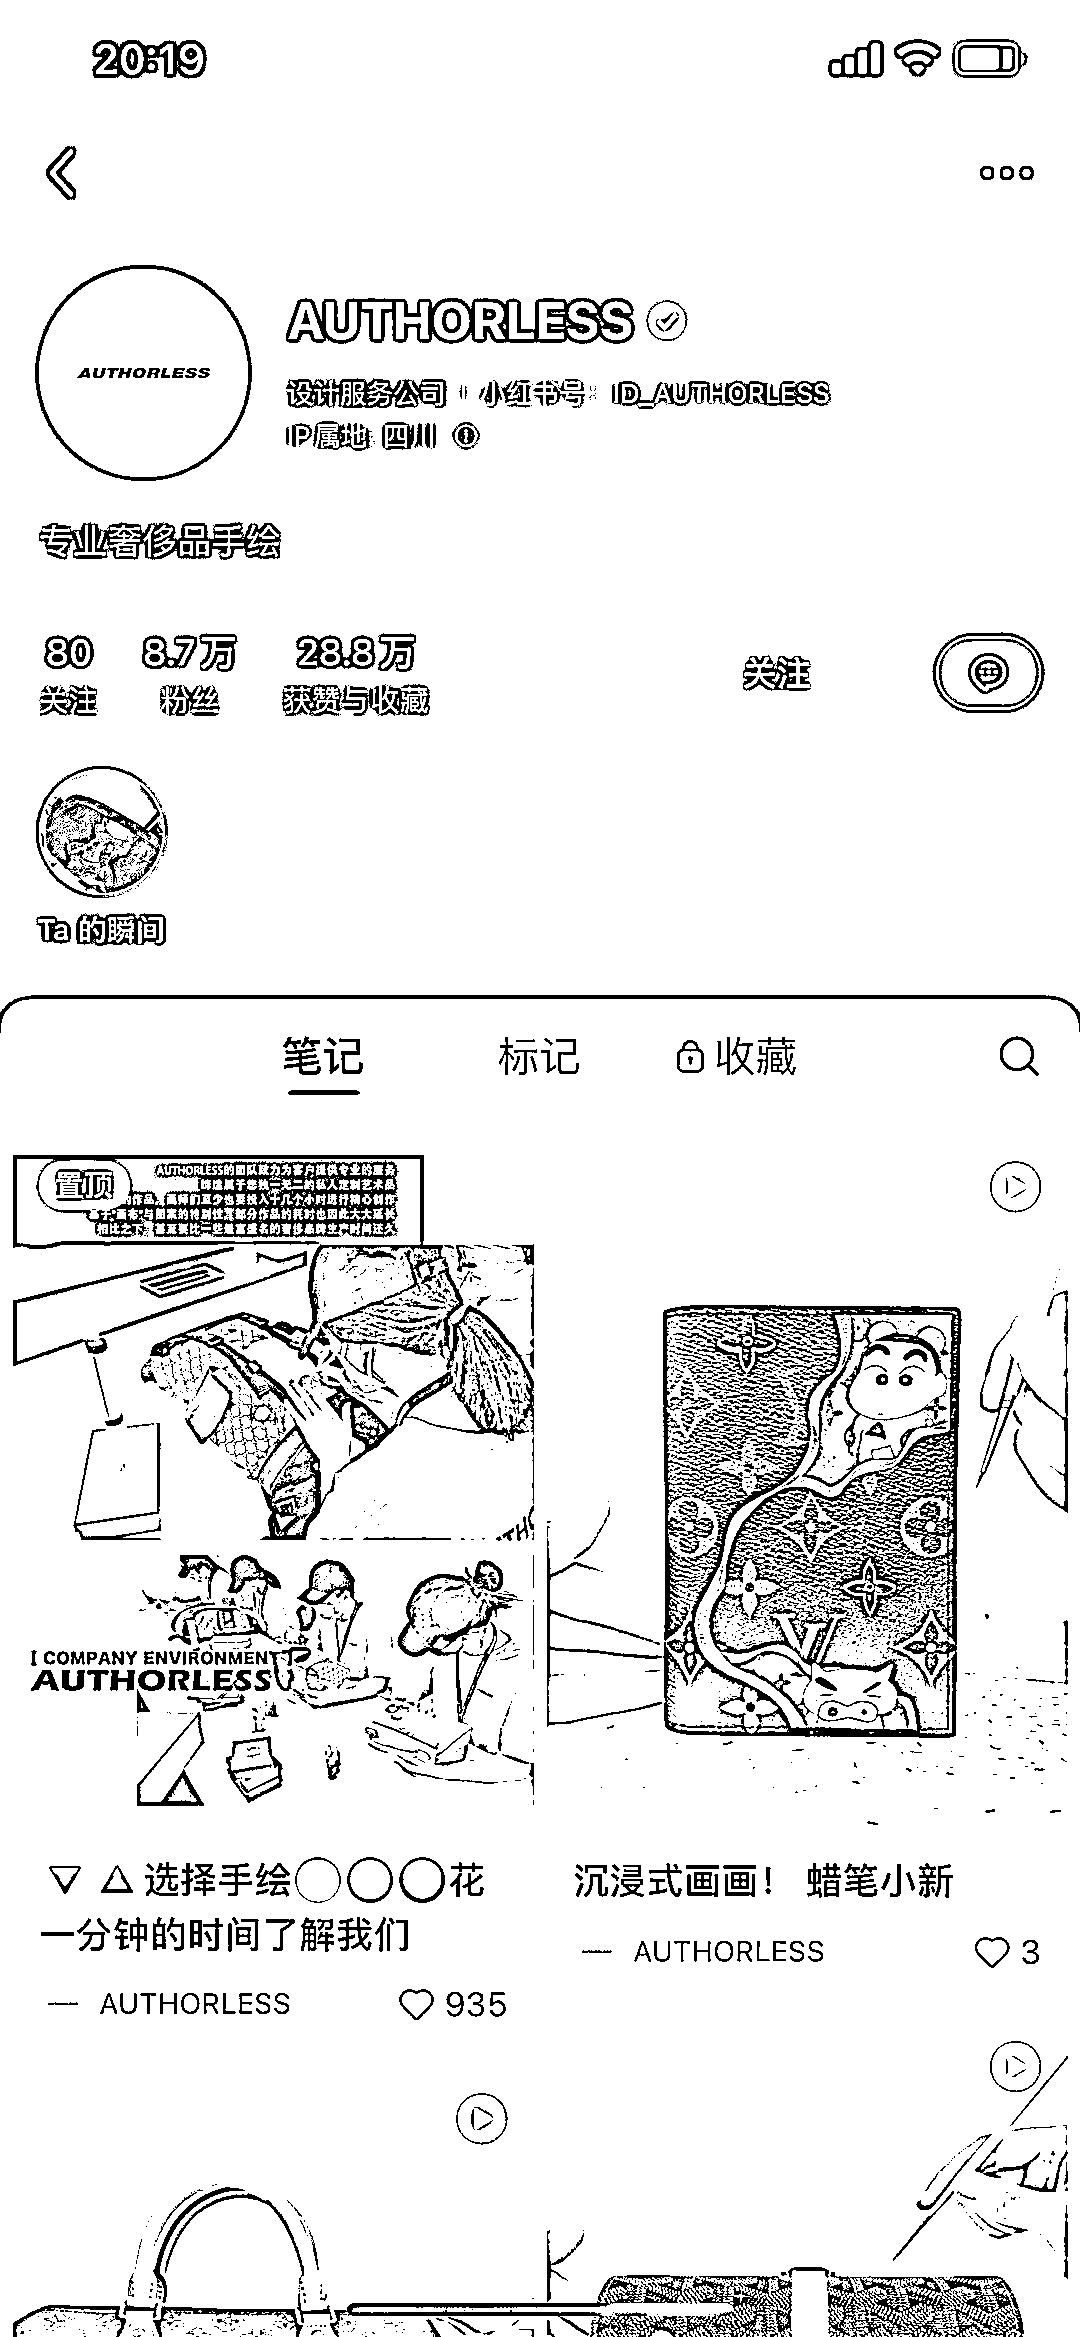 20:19
AUTHORLESS
AUTHORLESS
设计服务公司 小红书号: ID_AUTHORLESS
IP属地: 四川
专业奢侈品手绘
80 8.7万 28.8万
关注 粉丝 获赞与收藏
关注
Ta 的瞬间
笔记 标记 收藏
置顶
AUTHORLESS的团队致力为客户提供专业的服务
I COMPANY ENVIRONMENT
AUTHORLESS
选择手绘 花
一分钟的时间了解我们
AUTHORLESS 935
沉浸式画画! 蜡笔小新
AUTHORLESS 3